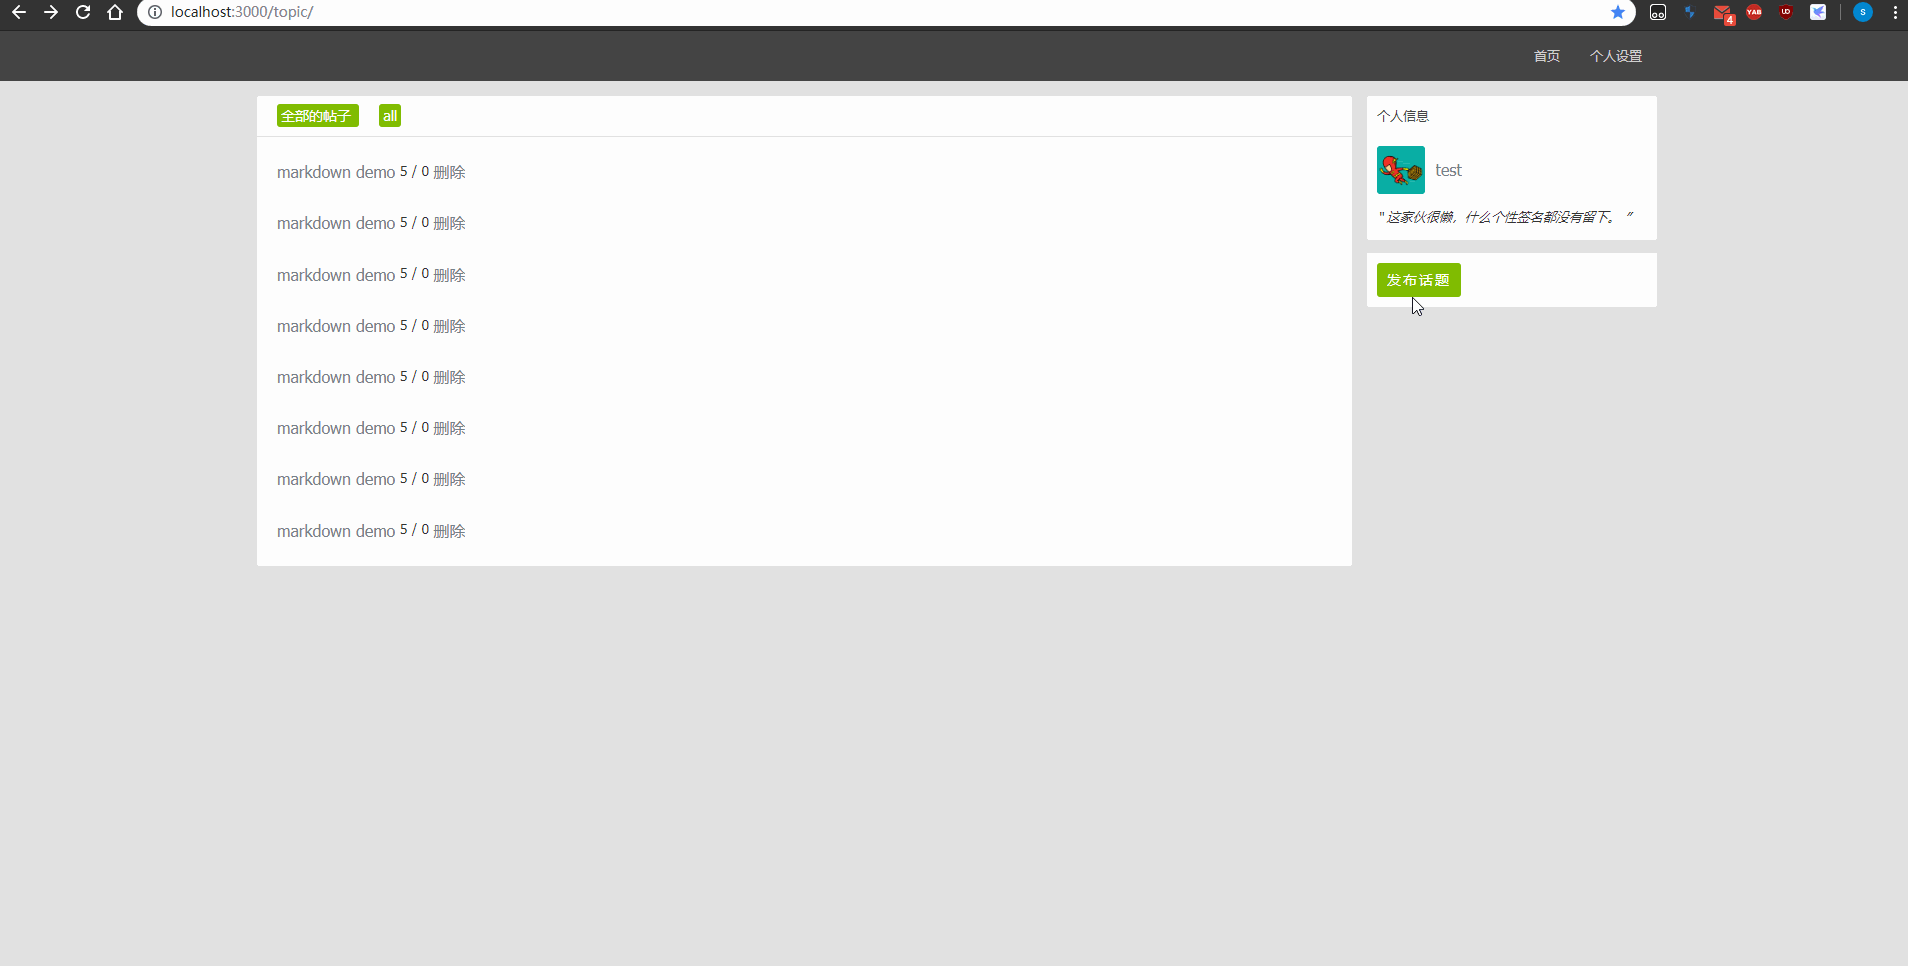 localhost:3000/topic/
4
YAB
UD
S
首页 个人设置
全部的帖子 all
markdown demo 5 / 0 删除
markdown demo 5 / 0 删除
markdown demo 5 / 0 删除
markdown demo 5 / 0 删除
markdown demo 5 / 0 删除
markdown demo 5 / 0 删除
markdown demo 5 / 0 删除
markdown demo 5 / 0 删除
个人信息
test
"这家伙很懒，什么个性签名都没有留下。 "
发布话题